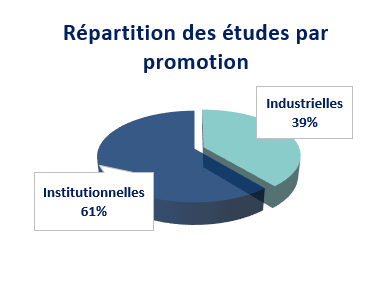 Répartition des études par
promotion
Industrielles
39%
Institutionnelles
61%